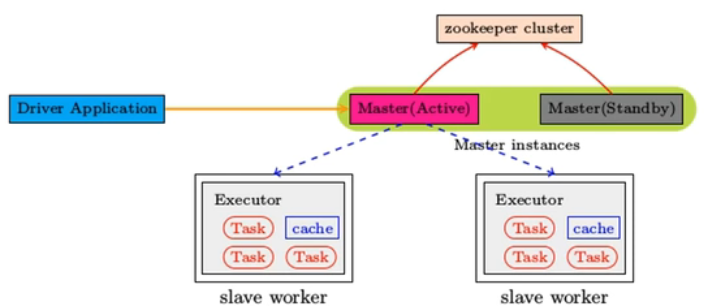 zookeeper cluster
Driver Application
Master(Active)
Master(Standby)
Master instances
Executor
Task
cache
Task
Task
slave worker
Executor
Task
cache
Task
Task
slave worker